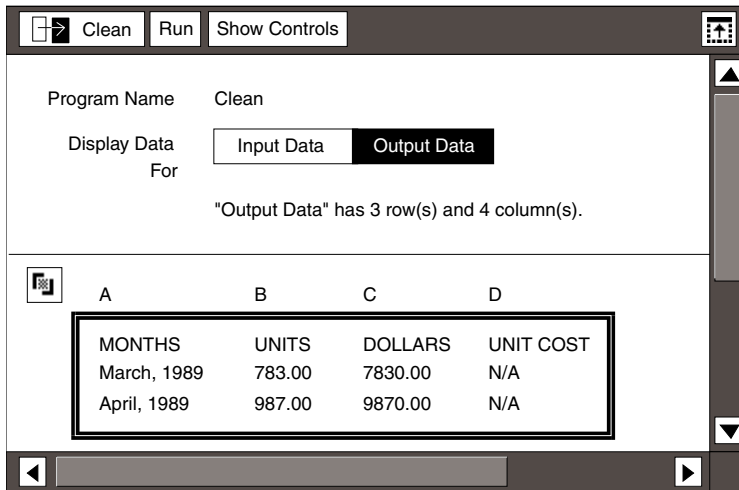 Clean Run Show Controls
Program Name Clean
Display Data For Input Data Output Data
"Output Data" has 3 row(s) and 4 column(s).
A B C D
MONTHS UNITS DOLLARS UNIT COST
March, 1989 783.00 7830.00 N/A
April, 1989 987.00 9870.00 N/A